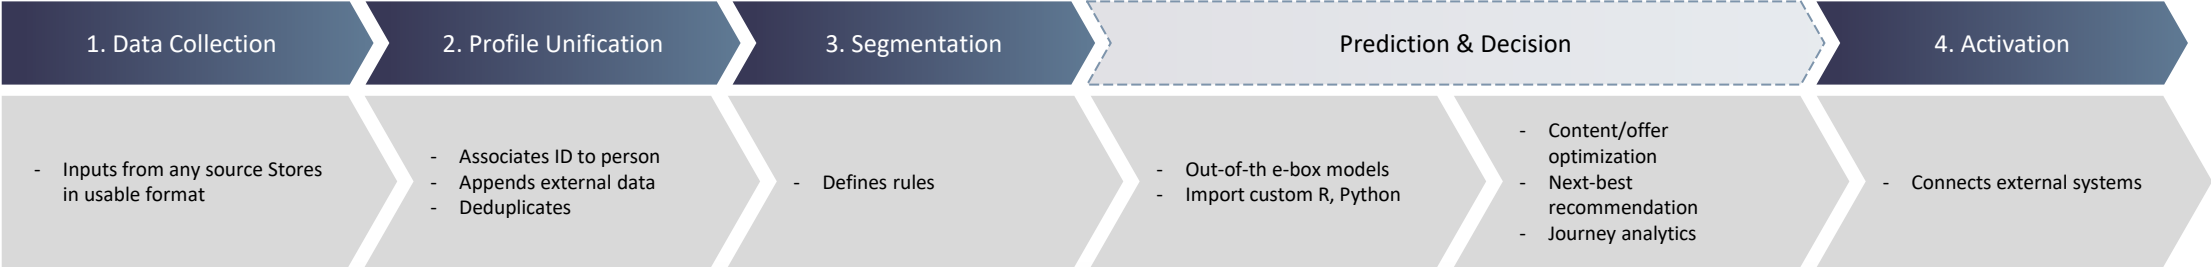 1. Data Collection
2. Profile Unification
3. Segmentation
Prediction & Decision
4. Activation
- Inputs from any source Stores
in usable format
- Associates ID to person
- Appends external data
- Deduplicates
- Defines rules
- Out-of-th e-box models
- Import custom R, Python
- Content/offer
optimization
- Next-best
recommendation
- Journey analytics
- Connects external systems